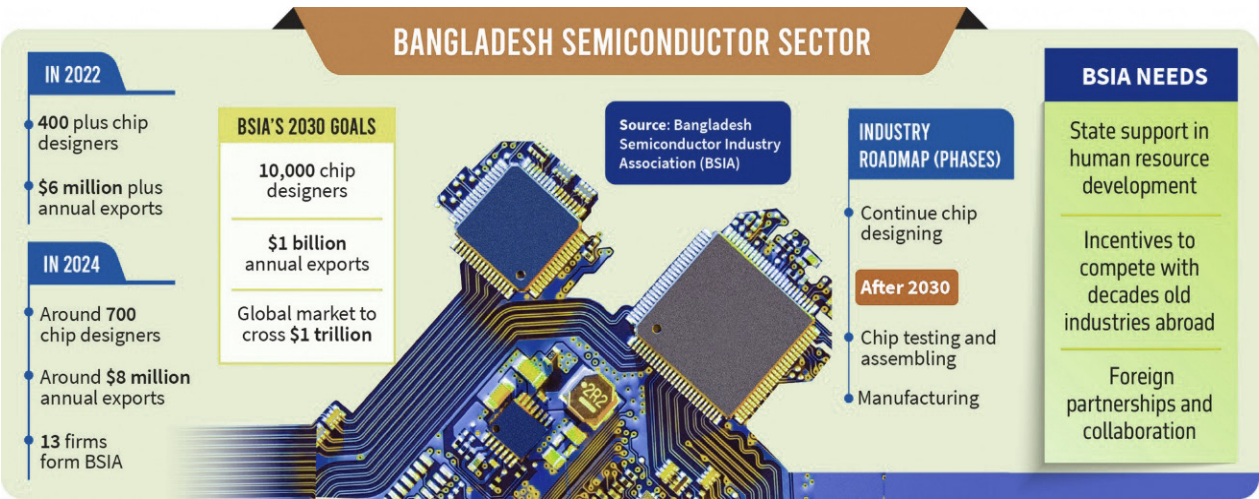 BANGLADESH SEMICONDUCTOR SECTOR
IN 2022
400 plus chip
designers
$6 million plus
annual exports
IN 2024
Around 700
chip designers
Around $8 million
annual exports
13 firms
form BSIA
BSIA'S 2030 GOALS
10,000 chip
designers
$1 billion
annual exports
Global market to
cross $1 trillion
Source: Bangladesh
Semiconductor Industry
Association (BSIA)
2R2
INDUSTRY
ROADMAP (PHASES)
Continue chip
designing
After 2030
Chip testing and
assembling
Manufacturing
BSIA NEEDS
State support in
human resource
development
Incentives to
compete with
decades old
industries abroad
Foreign
partnerships and
collaboration